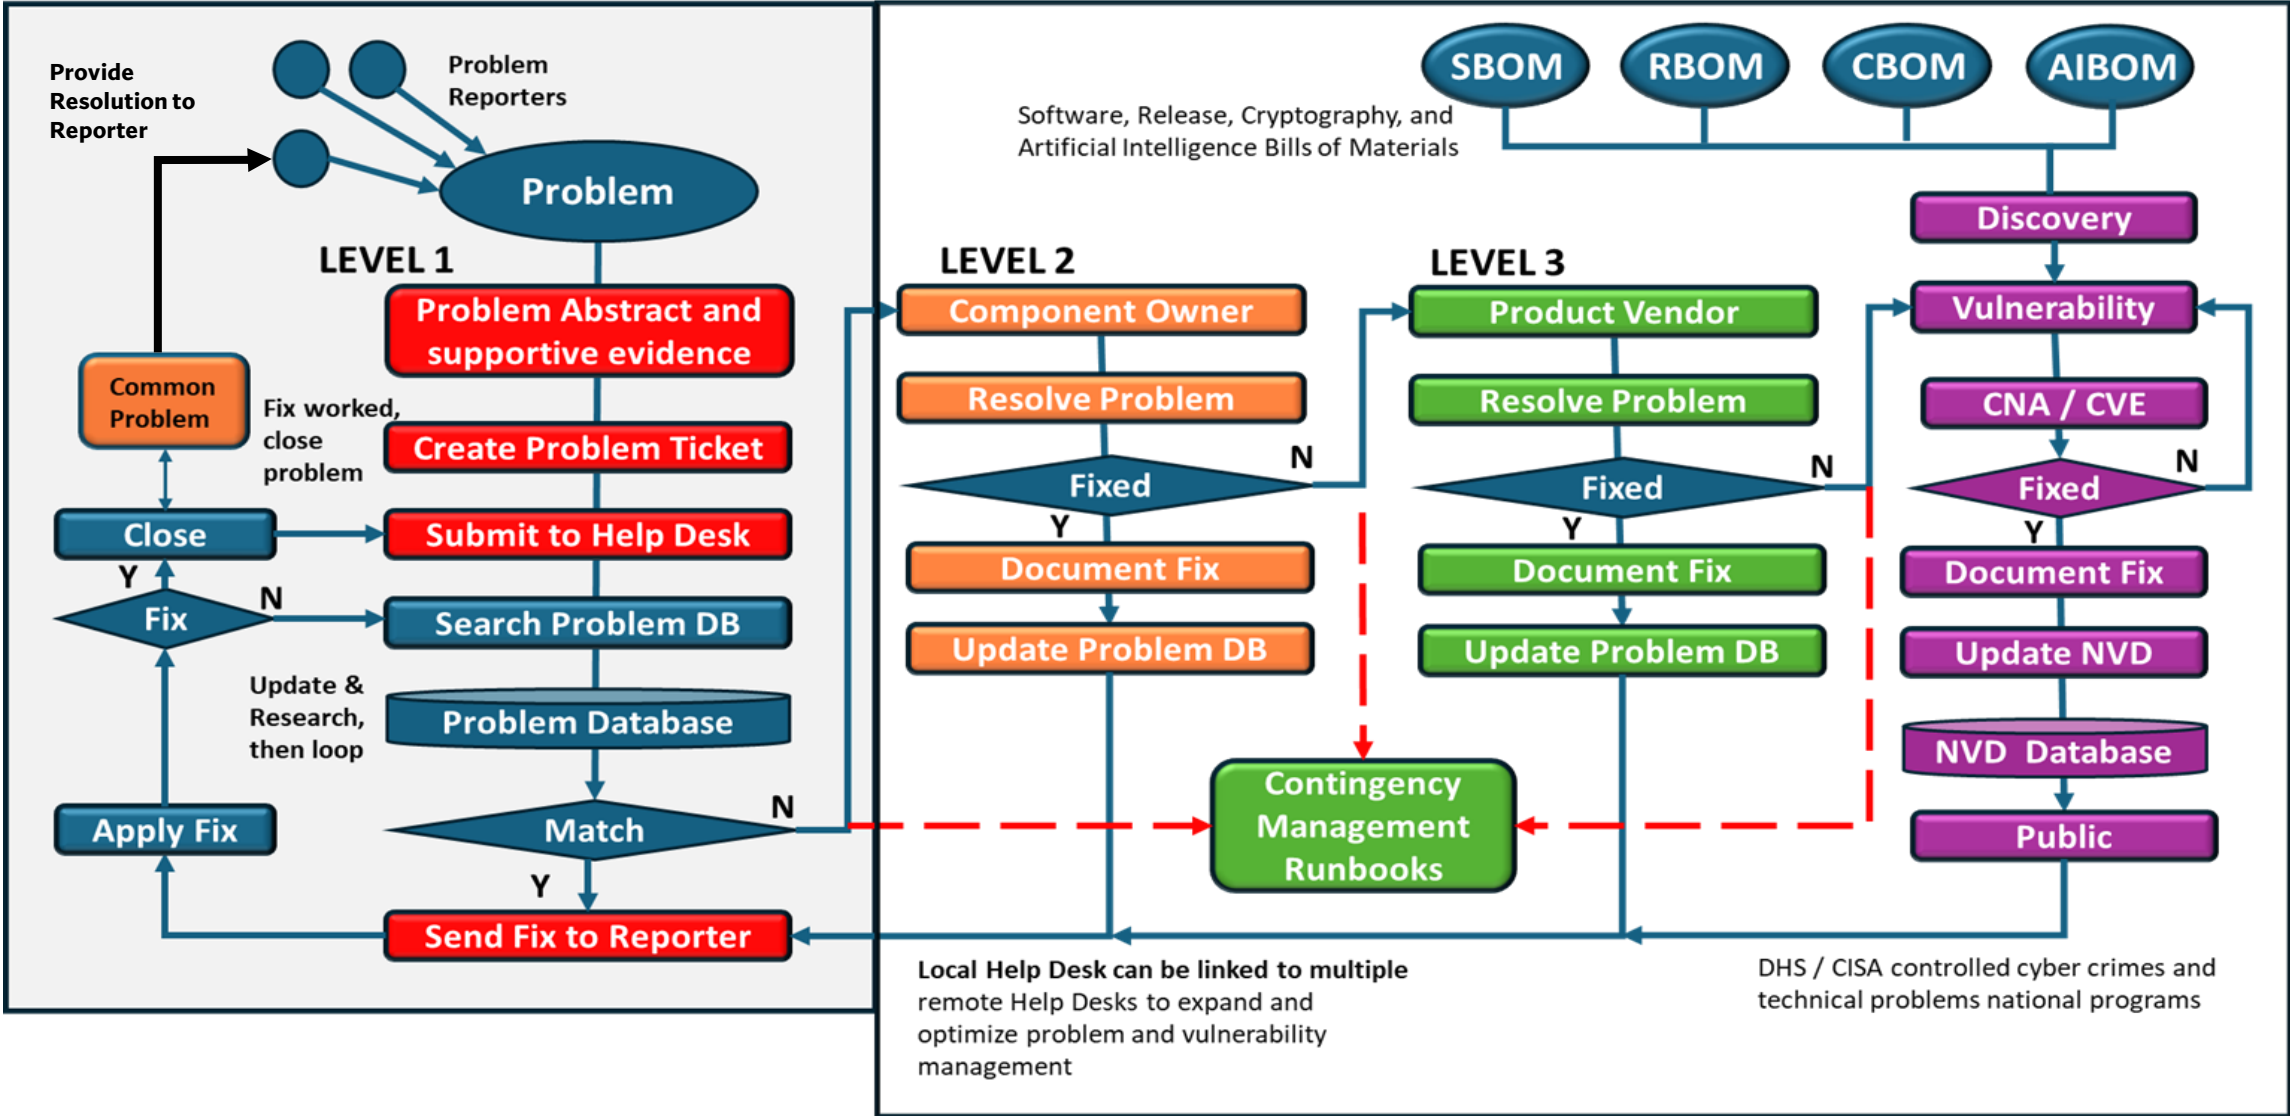 Provide
Resolution to
Reporter
Problem
Reporters
Problem
LEVEL 1
Problem Abstract and
supportive evidence
Common
Problem
Fix worked,
close
problem
Create Problem Ticket
Close
Submit to Help Desk
Y
N
Fix
Search Problem DB
Update &
Research,
then loop
Problem Database
Apply Fix
Match
N
Y
Send Fix to Reporter
SBOM
RBOM
CBOM
AIBOM
Software, Release, Cryptography, and
Artificial Intelligence Bills of Materials
LEVEL 2
Component Owner
Resolve Problem
Fixed
N
Y
Document Fix
Update Problem DB
LEVEL 3
Product Vendor
Resolve Problem
Fixed
N
Y
Document Fix
Update Problem DB
Contingency
Management
Runbooks
Discovery
Vulnerability
CNA / CVE
Fixed
N
Y
Document Fix
Update NVD
NVD Database
Public
Local Help Desk can be linked to multiple
remote Help Desks to expand and
optimize problem and vulnerability
management
DHS / CISA controlled cyber crimes and
technical problems national programs